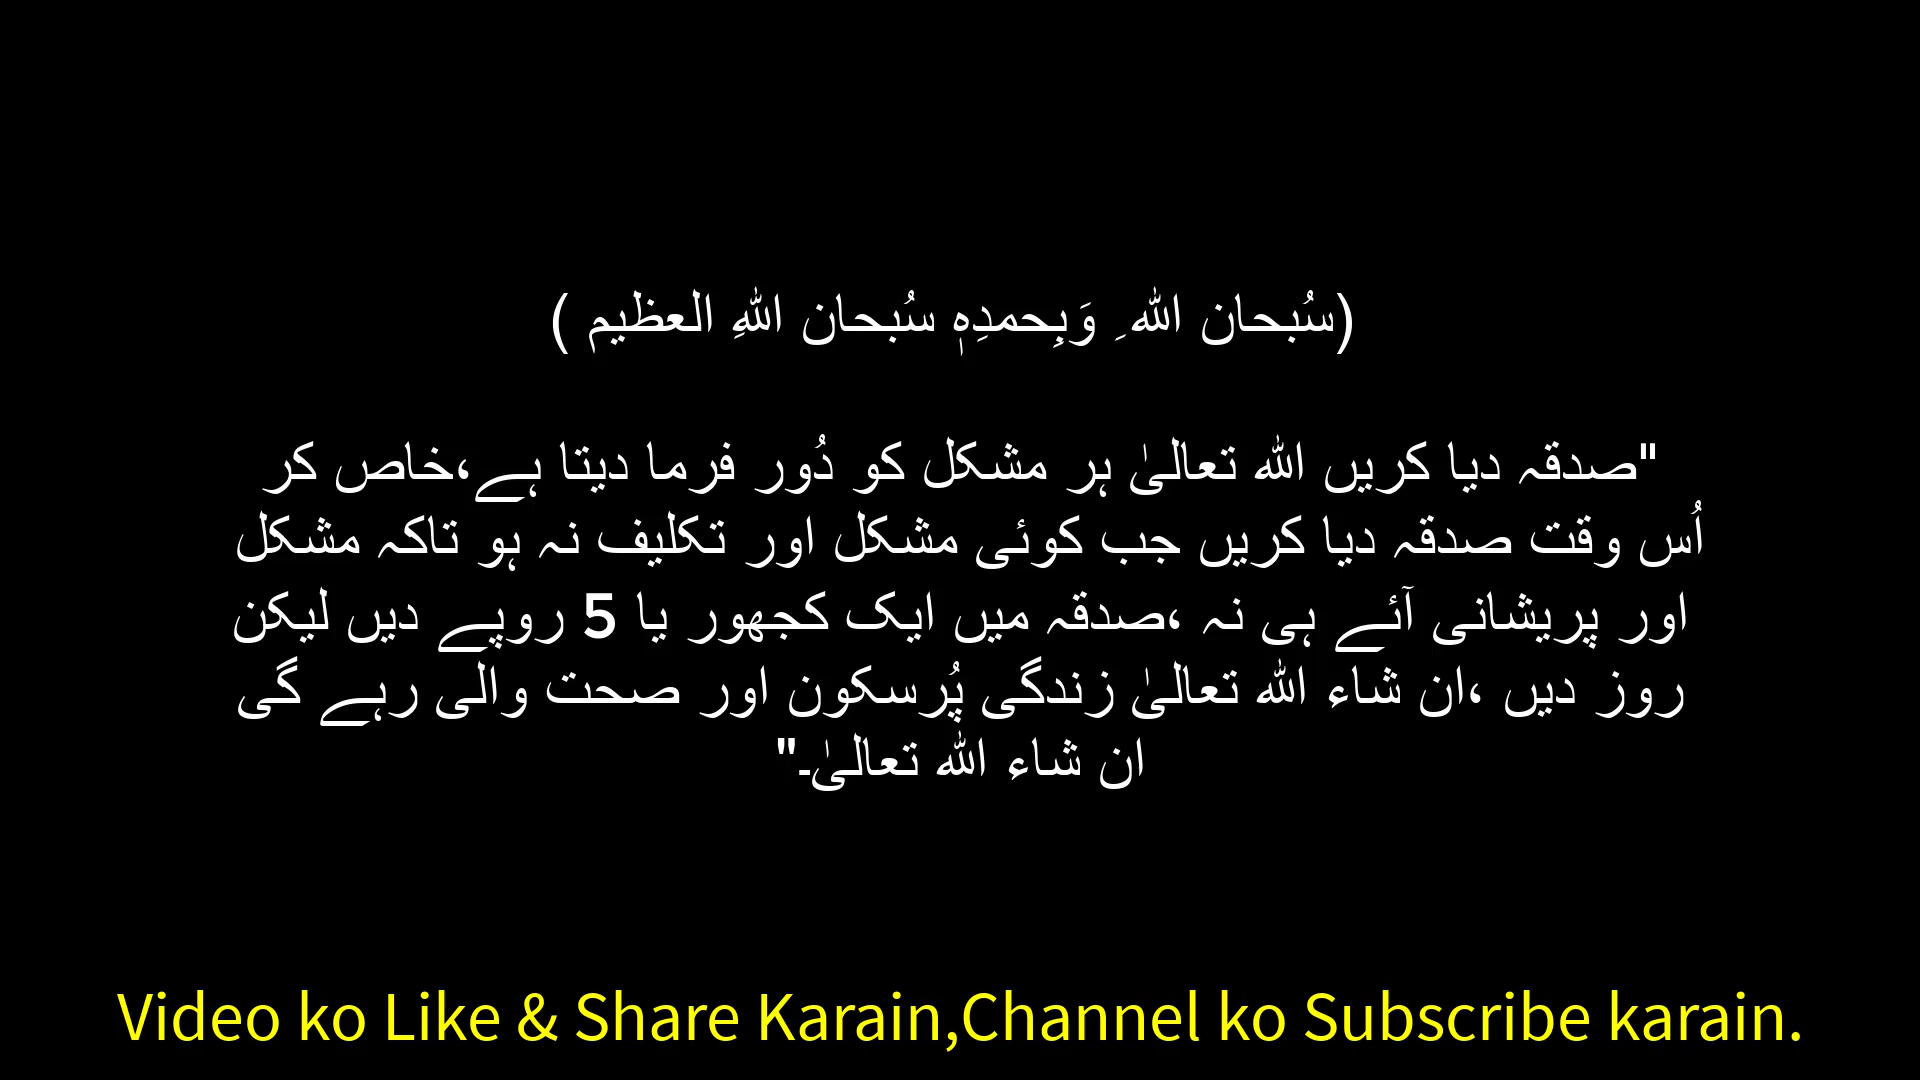 (سُبحان اللہ ِ وَبِحمدِہٖ سُبحان اللہِ العظیم )
"صدقہ دیا کریں اللہ تعالیٰ ہر مشکل کو دُور فرما دیتا ہے،خاص کر
اُس وقت صدقہ دیا کریں جب کوئی مشکل اور تکلیف نہ ہو تاکہ مشکل
اور پریشانی آئے ہی نہ ،صدقہ میں ایک کجھور یا 5 روپے دیں لیکن
روز دیں ،ان شاء اللہ تعالیٰ زندگی پُرسکون اور صحت والی رہے گی
ان شاء اللہ تعالیٰ۔"
Video ko Like & Share Karain,Channel ko Subscribe karain.